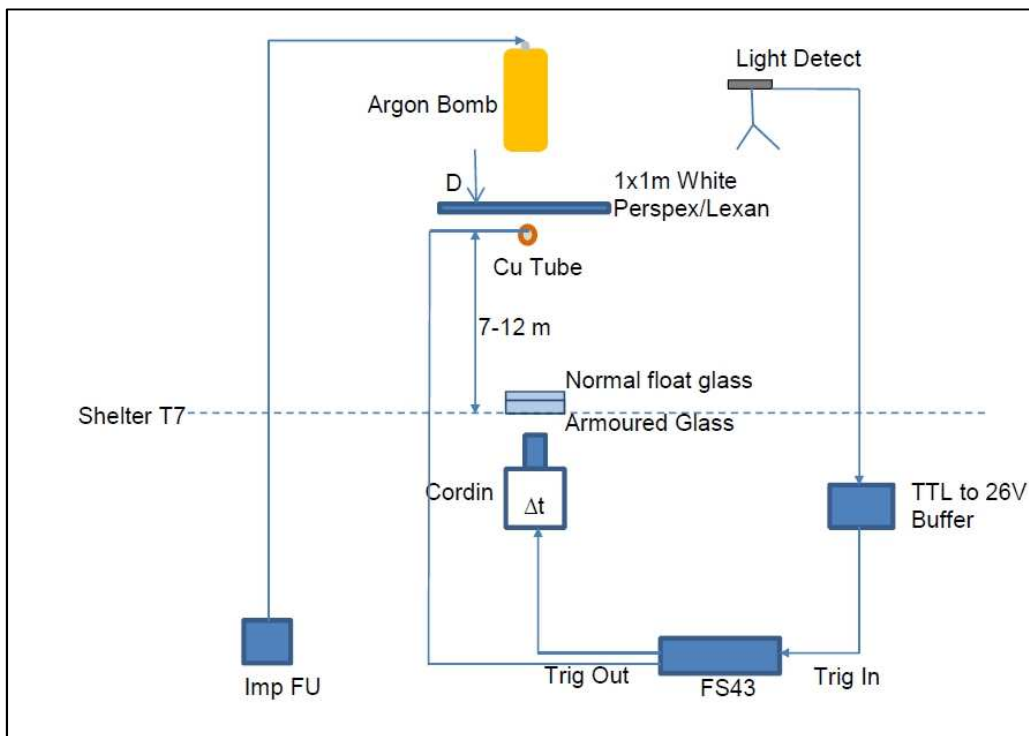 Light Detect
Argon Bomb
D
1x1m White
Perspex/Lexan
Cu Tube
7-12 m
Normal float glass
Shelter T7
Armoured Glass
Cordin
Δt
TTL to 26V
Buffer
Trig Out
Trig In
Imp FU
FS43